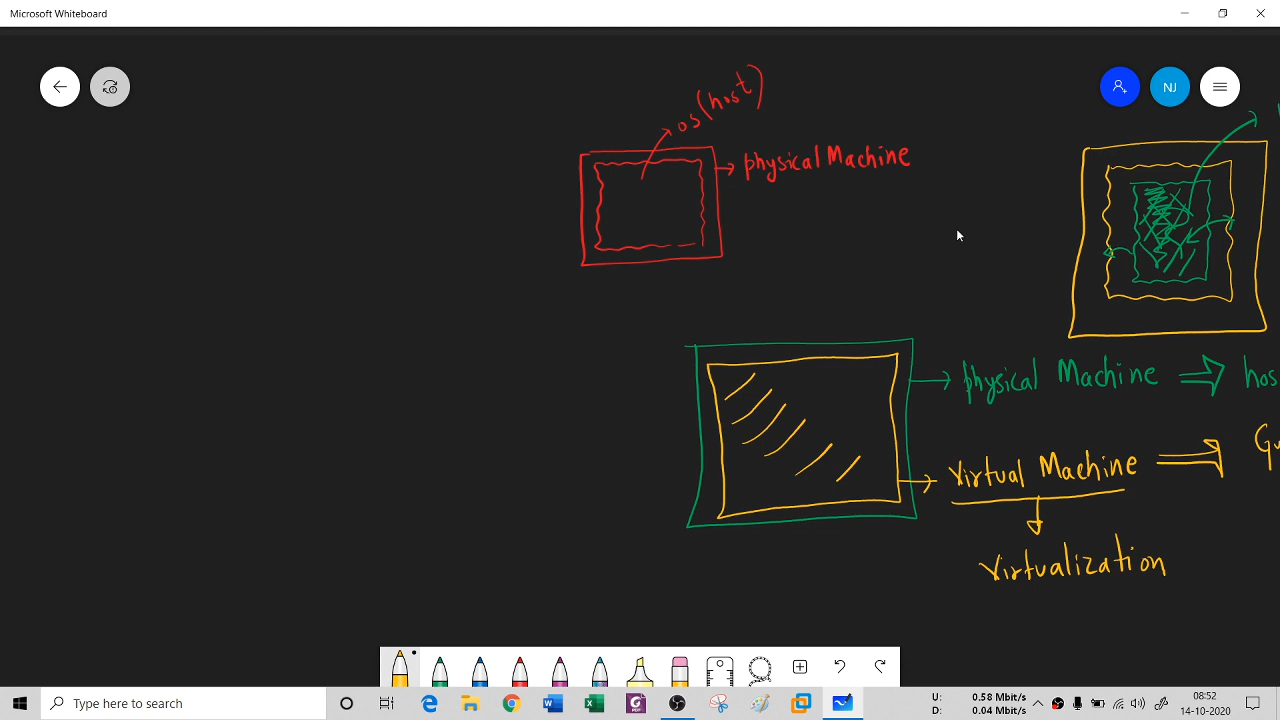 Microsoft Whiteboard
NJ
os(host)
physical Machine
physical Machine ⇒ hos
Virtual Machine ⇒ Gu
Virtualization
Type here to search
U: 0.58 Mbit/s
D: 0.04 Mbit/s
08:52
14-10-2020